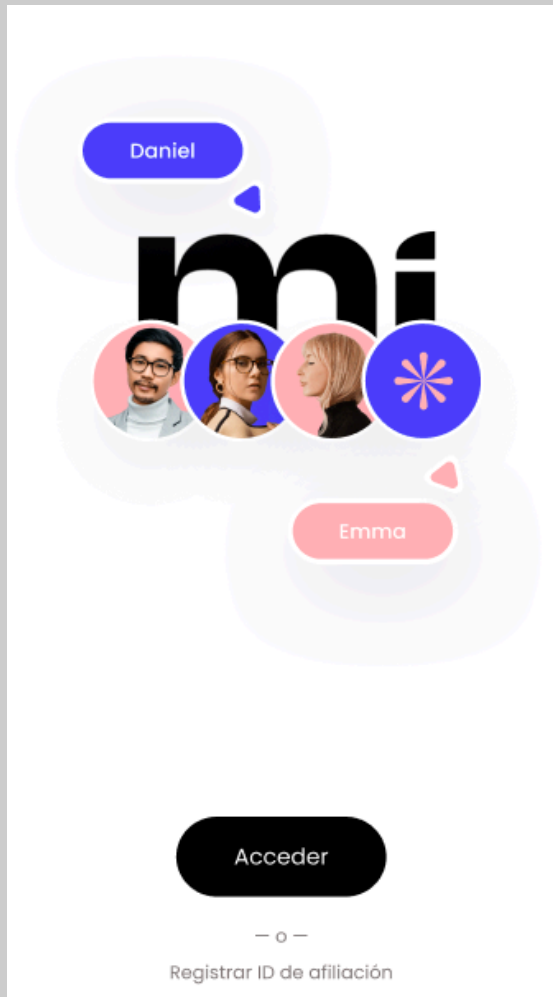 Daniel
mi
Emma
Acceder
— o —
Registrar ID de afiliación